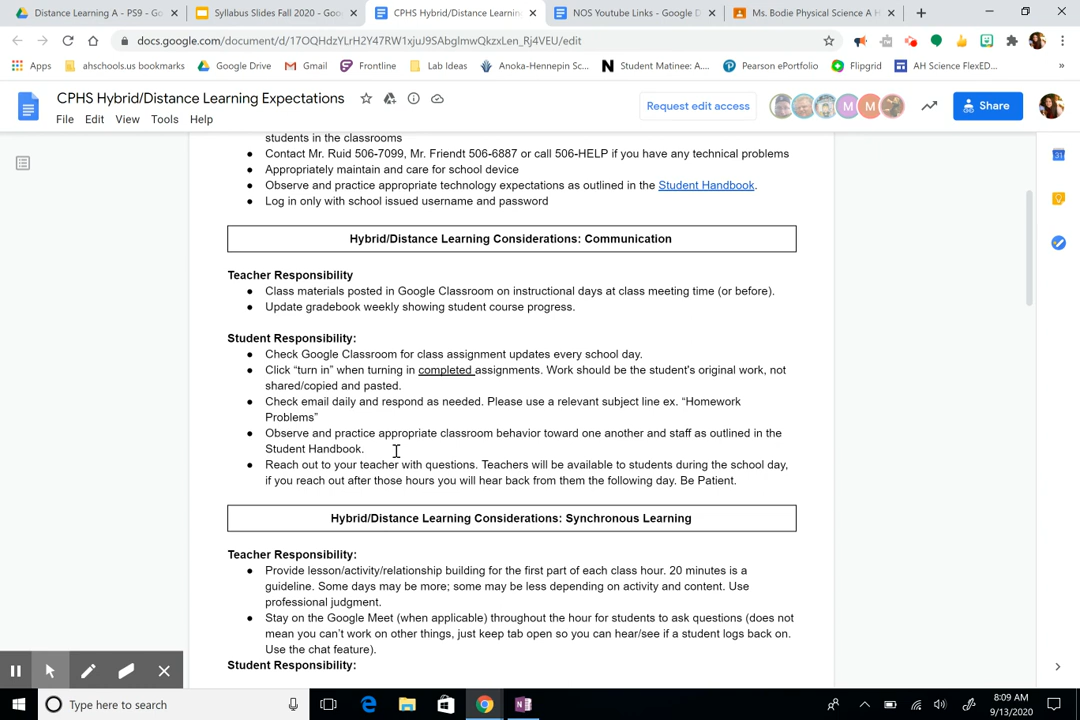 Distance Learning A - PS9 - Goo
Syllabus Slides Fall 2020 - Google
CPHS Hybrid/Distance Learning
NOS Youtube Links - Google D
Ms. Bodie Physical Science A H
docs.google.com/document/d/17OQHdzYLrH2Y47RW1xjuJ9SAbglmwQkzxLen_Rj4VEU/edit
Apps
ahschools.us bookmarks
Google Drive
Gmail
Frontline
Lab Ideas
Anoka-Hennepin Sc...
Student Matinee: A....
Pearson ePortfolio
Flipgrid
AH Science FlexED...
CPHS Hybrid/Distance Learning Expectations
Request edit access
M
M
Share
File Edit View Tools Help
students in the classrooms
● Contact Mr. Ruid 506-7099, Mr. Friendt 506-6887 or call 506-HELP if you have any technical problems
● Appropriately maintain and care for school device
● Observe and practice appropriate technology expectations as outlined in the Student Handbook.
● Log in only with school issued username and password
Hybrid/Distance Learning Considerations: Communication
Teacher Responsibility
● Class materials posted in Google Classroom on instructional days at class meeting time (or before).
● Update gradebook weekly showing student course progress.
Student Responsibility:
● Check Google Classroom for class assignment updates every school day.
● Click “turn in” when turning in completed assignments. Work should be the student's original work, not
shared/copied and pasted.
● Check email daily and respond as needed. Please use a relevant subject line ex. “Homework
Problems”
● Observe and practice appropriate classroom behavior toward one another and staff as outlined in the
Student Handbook.
● Reach out to your teacher with questions. Teachers will be available to students during the school day,
if you reach out after those hours you will hear back from them the following day. Be Patient.
Hybrid/Distance Learning Considerations: Synchronous Learning
Teacher Responsibility:
● Provide lesson/activity/relationship building for the first part of each class hour. 20 minutes is a
guideline. Some days may be more; some may be less depending on activity and content. Use
professional judgment.
● Stay on the Google Meet (when applicable) throughout the hour for students to ask questions (does not
mean you can’t work on other things, just keep tab open so you can hear/see if a student logs back on.
Use the chat feature).
Student Responsibility:
Type here to search
8:09 AM
9/13/2020